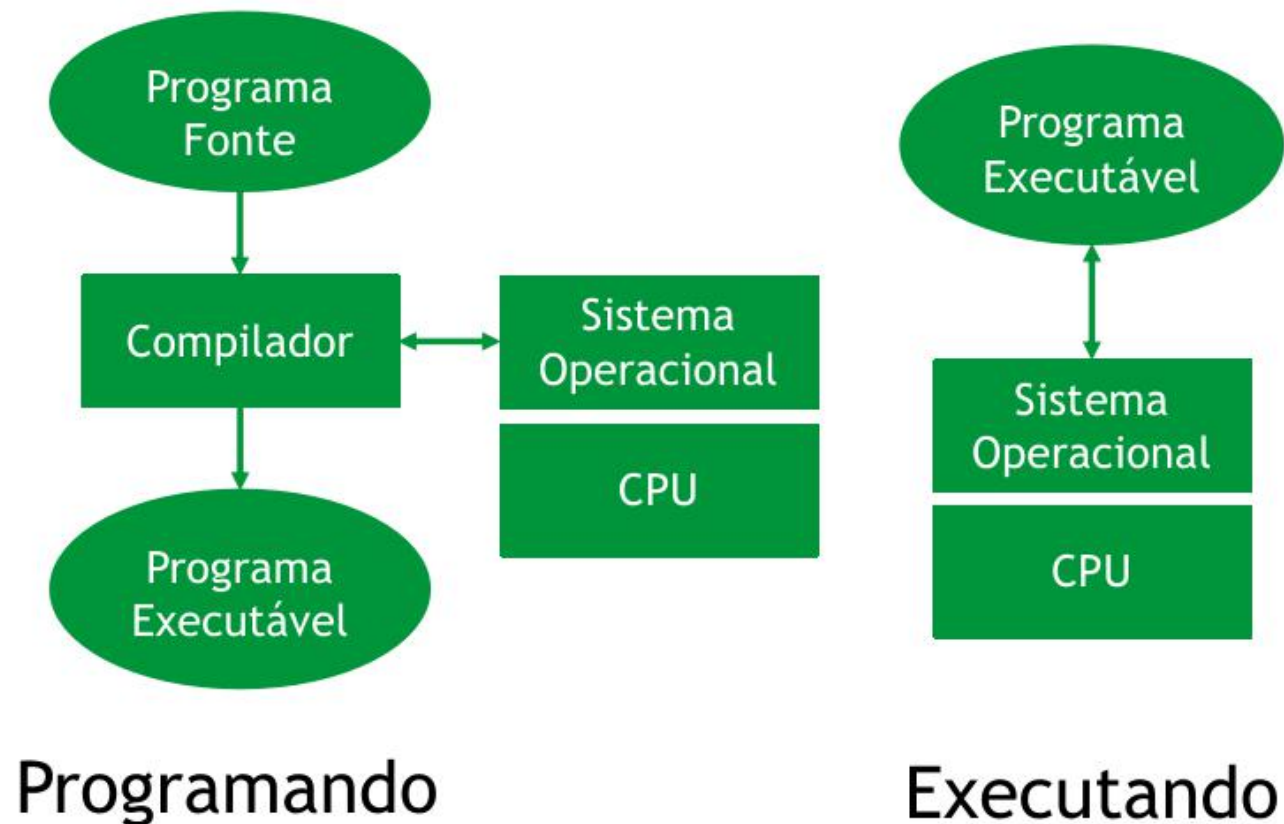 Programa
Fonte
Compilador
Sistema
Operacional
CPU
Programa
Executável
Programando
Programa
Executável
Sistema
Operacional
CPU
Executando